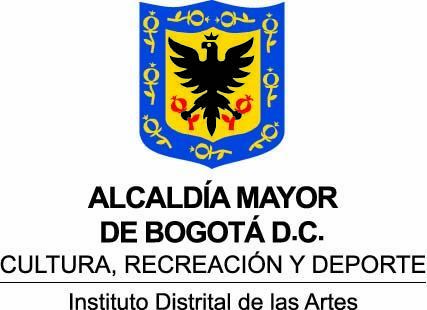 ALCALDÍA MAYOR
DE BOGOTÁ D.C.
CULTURA, RECREACIÓN Y DEPORTE
Instituto Distrital de las Artes